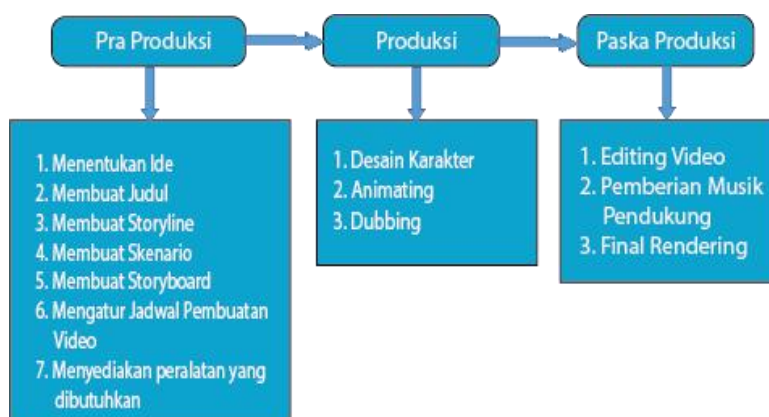 Pra Produksi
Produksi
Paska Produksi
1. Menentukan Ide
2. Membuat Judul
3. Membuat Storyline
4. Membuat Skenario
5. Membuat Storyboard
6. Mengatur Jadwal Pembuatan
Video
7. Menyediakan peralatan yang
dibutuhkan
1. Desain Karakter
2. Animating
3. Dubbing
1. Editing Video
2. Pemberian Musik
Pendukung
3. Final Rendering